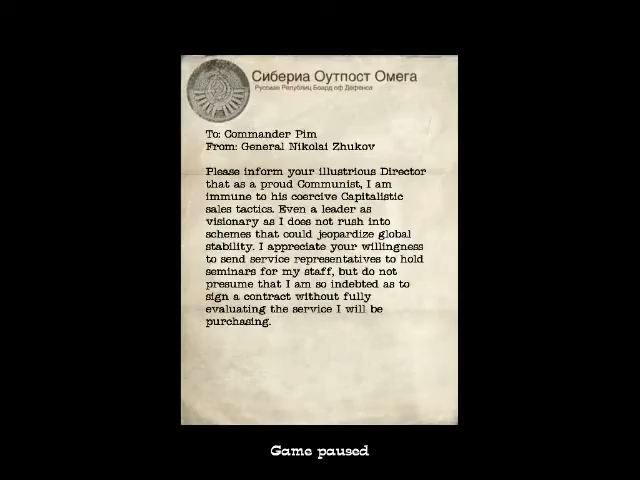 Сибериа Оутпост Омега
Руссиан Републиц Боард оф Дефенсе
To: Commander Pim
From: General Nikolai Zhukov
Please inform your illustrious Director
that as a proud Communist, I am
immune to his coercive Capitalistic
sales tactics. Even a leader as
visionary as I does not rush into
schemes that could jeopardize global
stability. I appreciate your willingness
to send service representatives to hold
seminars for my staff, but do not
presume that I am so indebted as to
sign a contract without fully
evaluating the service I will be
purchasing.
Game paused